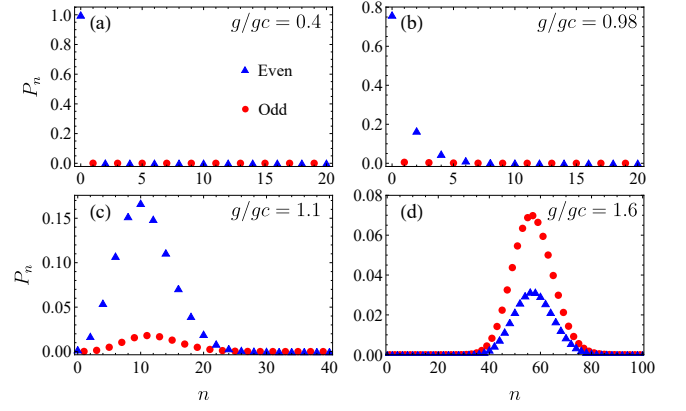 (a) g/gc = 0.4
(b) g/gc = 0.98
P_n
1.0
0.8
0.6
0.4
0.2
0.0
Even
Odd
0 5 10 15 20
0.8
0.6
0.4
0.2
0.0
0 5 10 15 20
(c) g/gc = 1.1
(d) g/gc = 1.6
P_n
0.15
0.10
0.05
0.00
0 10 20 30 40
n
0.08
0.06
0.04
0.02
0.00
0 20 40 60 80 100
n